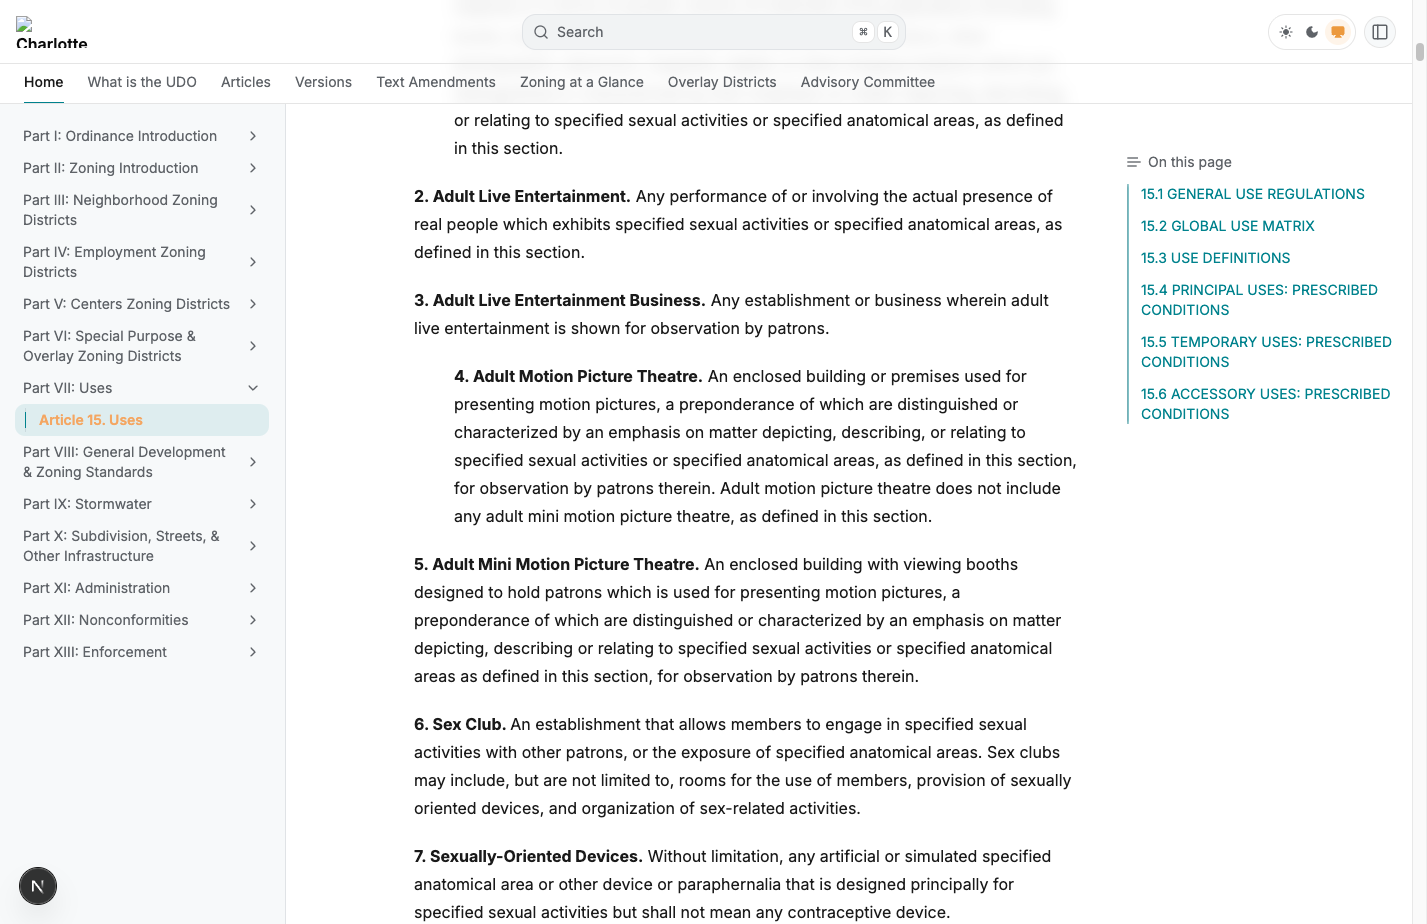 Charlotte
Search
⌘ K
Home
What is the UDO
Articles
Versions
Text Amendments
Zoning at a Glance
Overlay Districts
Advisory Committee
Part I: Ordinance Introduction
Part II: Zoning Introduction
Part III: Neighborhood Zoning
Districts
Part IV: Employment Zoning
Districts
Part V: Centers Zoning Districts
Part VI: Special Purpose &
Overlay Zoning Districts
Part VII: Uses
Article 15. Uses
Part VIII: General Development
& Zoning Standards
Part IX: Stormwater
Part X: Subdivision, Streets, &
Other Infrastructure
Part XI: Administration
Part XII: Nonconformities
Part XIII: Enforcement
N
or relating to specified sexual activities or specified anatomical areas, as defined
in this section.
2. Adult Live Entertainment. Any performance of or involving the actual presence of
real people which exhibits specified sexual activities or specified anatomical areas, as
defined in this section.
3. Adult Live Entertainment Business. Any establishment or business wherein adult
live entertainment is shown for observation by patrons.
4. Adult Motion Picture Theatre. An enclosed building or premises used for
presenting motion pictures, a preponderance of which are distinguished or
characterized by an emphasis on matter depicting, describing, or relating to
specified sexual activities or specified anatomical areas, as defined in this section,
for observation by patrons therein. Adult motion picture theatre does not include
any adult mini motion picture theatre, as defined in this section.
5. Adult Mini Motion Picture Theatre. An enclosed building with viewing booths
designed to hold patrons which is used for presenting motion pictures, a
preponderance of which are distinguished or characterized by an emphasis on matter
depicting, describing or relating to specified sexual activities or specified anatomical
areas as defined in this section, for observation by patrons therein.
6. Sex Club. An establishment that allows members to engage in specified sexual
activities with other patrons, or the exposure of specified anatomical areas. Sex clubs
may include, but are not limited to, rooms for the use of members, provision of sexually
oriented devices, and organization of sex-related activities.
7. Sexually-Oriented Devices. Without limitation, any artificial or simulated specified
anatomical area or other device or paraphernalia that is designed principally for
specified sexual activities but shall not mean any contraceptive device.
On this page
15.1 GENERAL USE REGULATIONS
15.2 GLOBAL USE MATRIX
15.3 USE DEFINITIONS
15.4 PRINCIPAL USES: PRESCRIBED
CONDITIONS
15.5 TEMPORARY USES: PRESCRIBED
CONDITIONS
15.6 ACCESSORY USES: PRESCRIBED
CONDITIONS